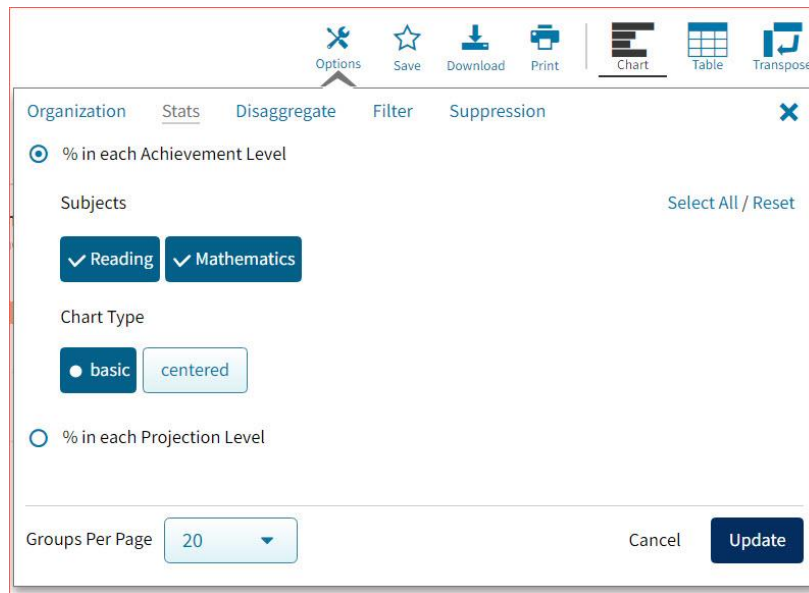 Options Save Download Print Chart Table Transpose
Organization Stats Disaggregate Filter Suppression
% in each Achievement Level
Subjects Select All / Reset
Reading Mathematics
Chart Type
basic centered
% in each Projection Level
Groups Per Page 20 Cancel Update